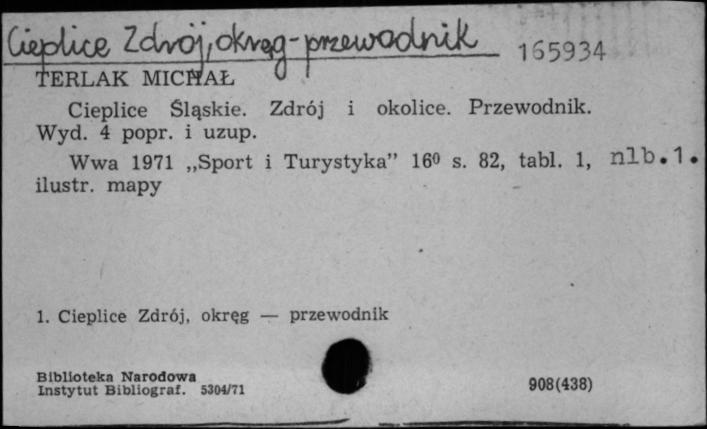 Cieplice Zdrój, okręg - przewodnik 165934
TERLAK MICHAŁ
Cieplice Śląskie. Zdrój i okolice. Przewodnik.
Wyd. 4 popr. i uzup.
Wwa 1971 „Sport i Turystyka” 16⁰ s. 82, tabl. 1, nlb. 1.
ilustr. mapy
1. Cieplice Zdrój, okręg — przewodnik
Biblioteka Narodowa
Instytut Bibliograf. 5304/71 908(438)